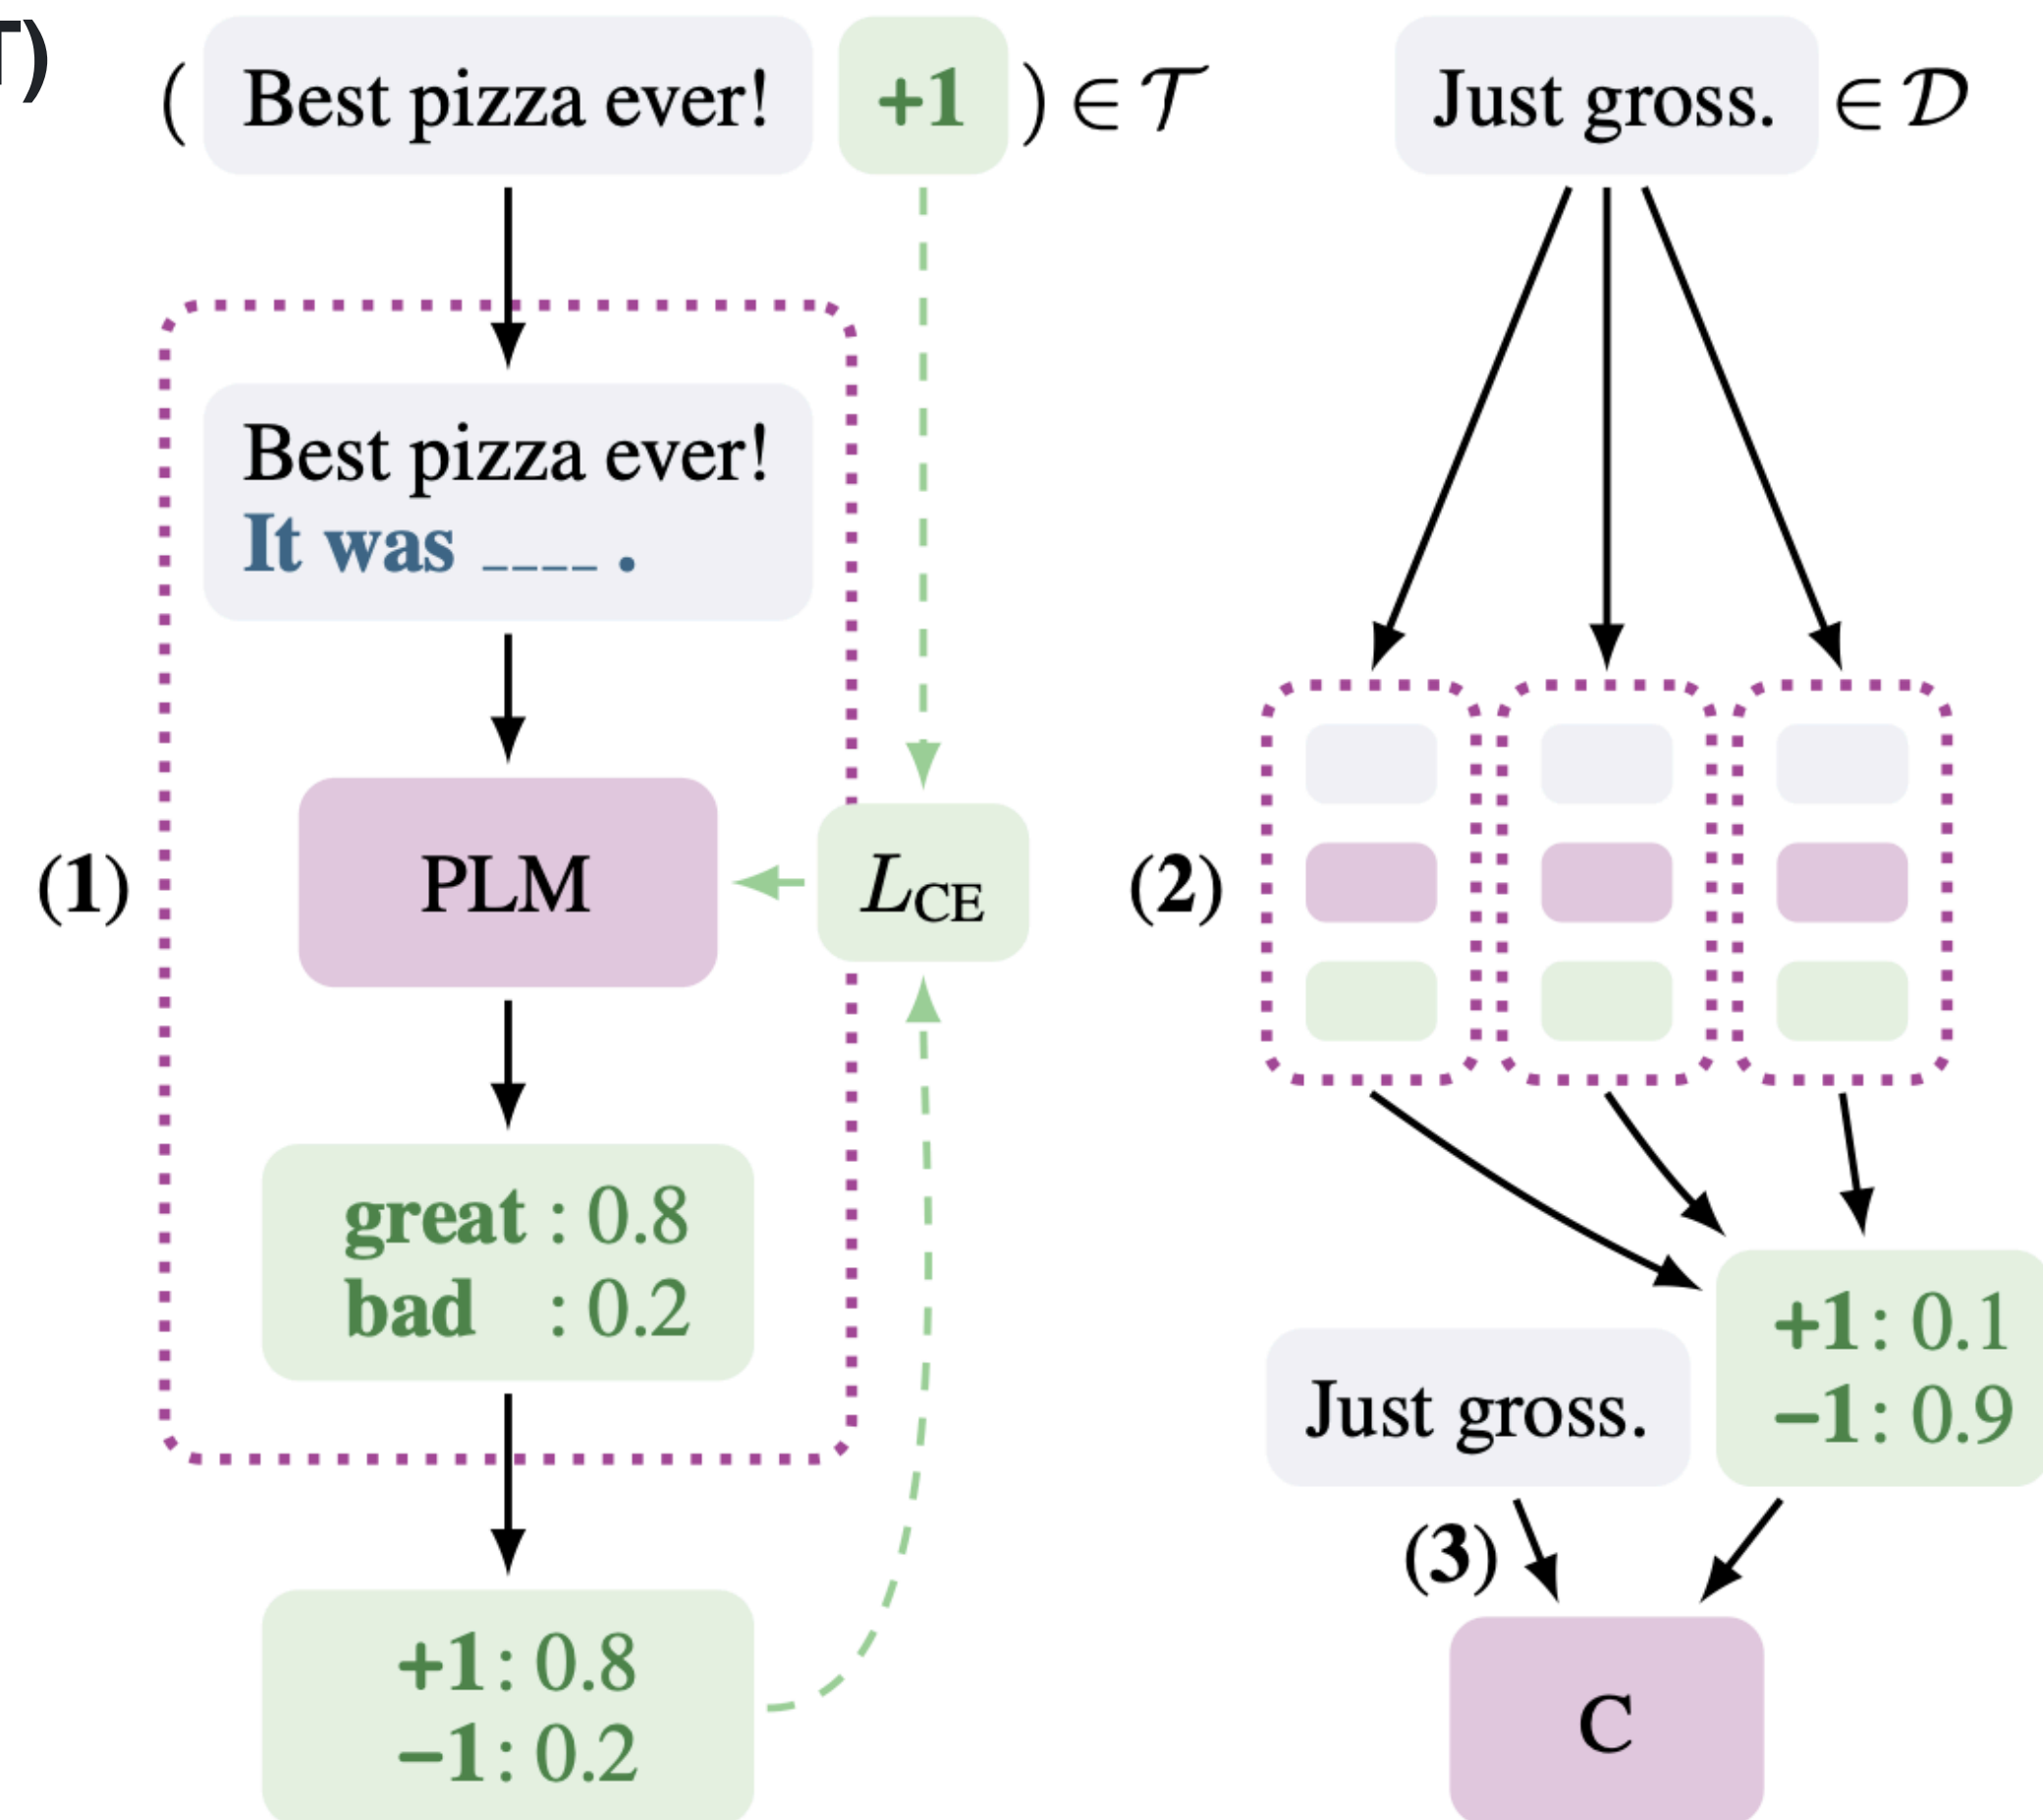 T)
( Best pizza ever! +1 ) ∈ 𝒯
Best pizza ever!
It was ____ .
(1)
PLM
L_CE
great : 0.8
bad : 0.2
+1 : 0.8
−1 : 0.2
Just gross. ∈ 𝒟
(2)
+1 : 0.1
−1 : 0.9
Just gross.
(3)
C